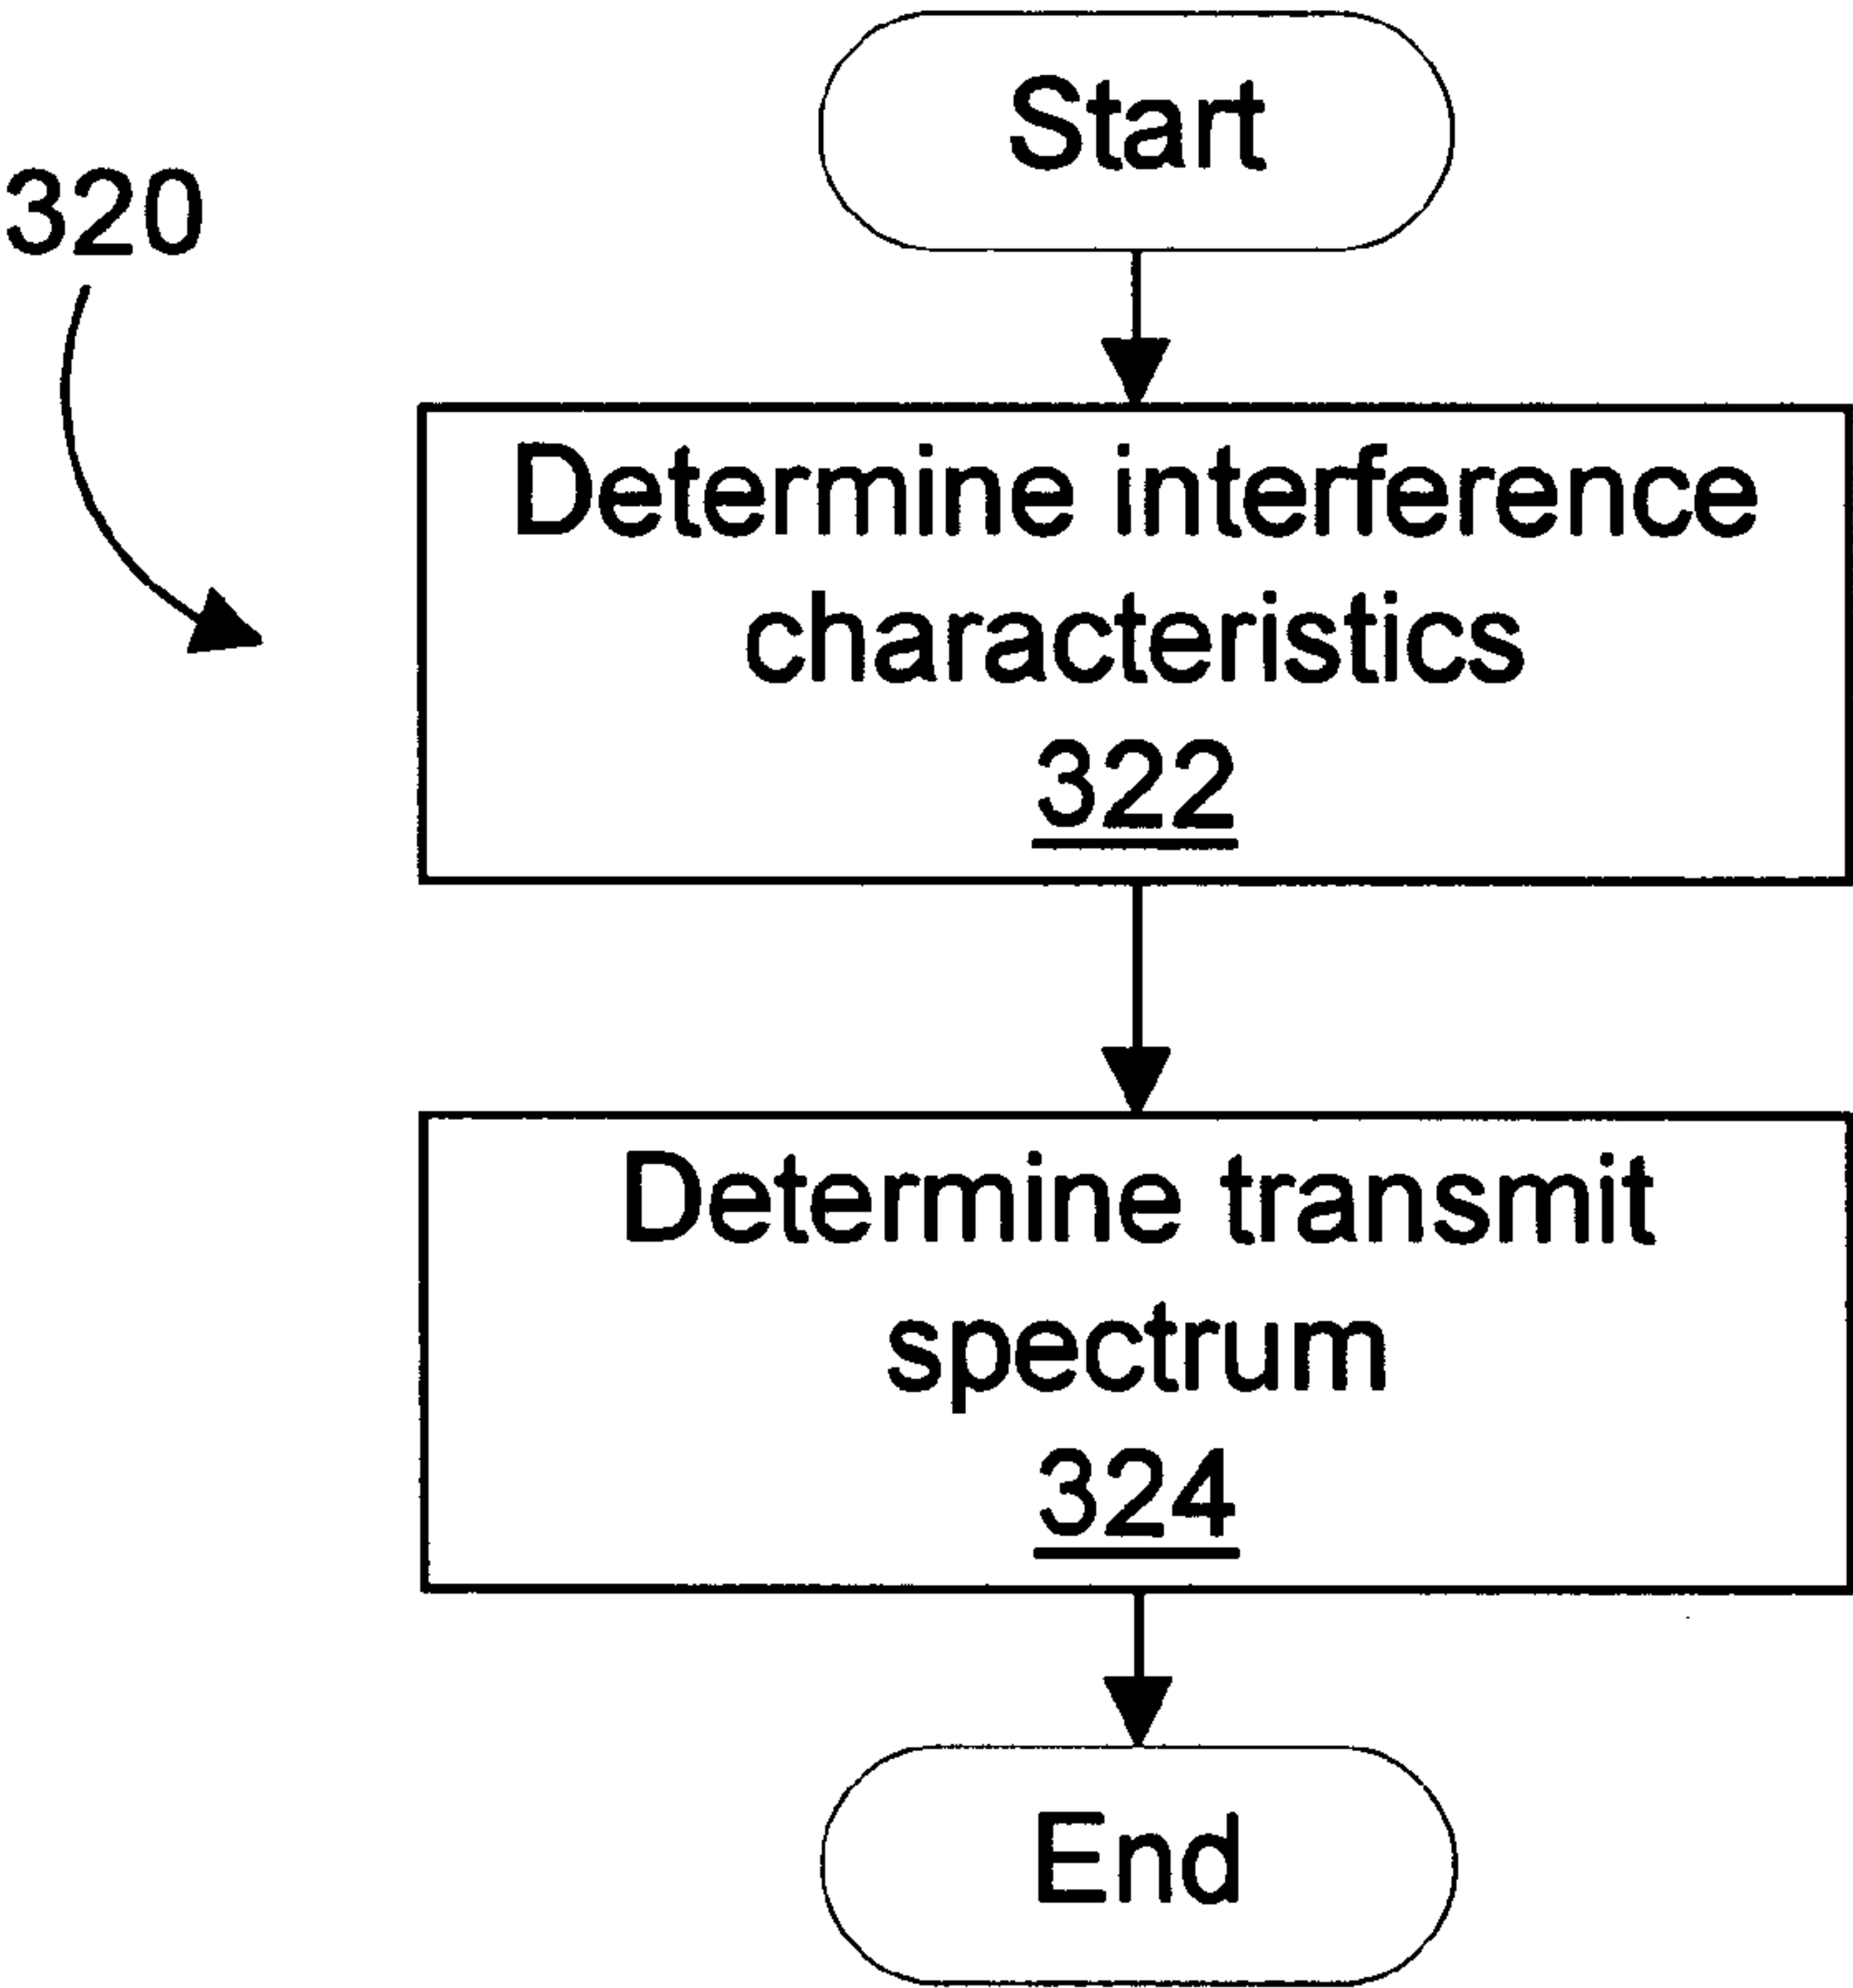 Start
320
Determine interference
characteristics
322
Determine transmit
spectrum
324
End